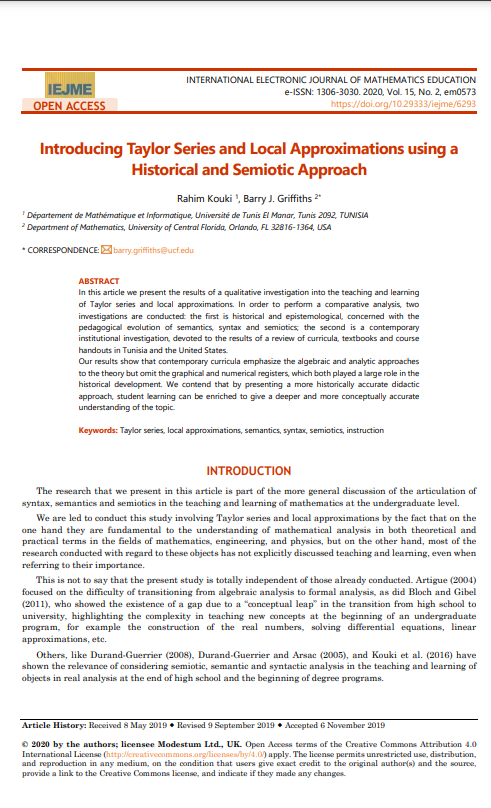 IEJME
OPEN ACCESS
INTERNATIONAL ELECTRONIC JOURNAL OF MATHEMATICS EDUCATION
e-ISSN: 1306-3030. 2020, Vol. 15, No. 2, em0573
https://doi.org/10.29333/iejme/6293
Introducing Taylor Series and Local Approximations using a
Historical and Semiotic Approach
Rahim Kouki 1, Barry J. Griffiths 2*
1 Département de Mathématique et Informatique, Université de Tunis El Manar, Tunis 2092, TUNISIA
2 Department of Mathematics, University of Central Florida, Orlando, FL 32816-1364, USA
* CORRESPONDENCE: barry.griffiths@ucf.edu
ABSTRACT
In this article we present the results of a qualitative investigation into the teaching and learning
of Taylor series and local approximations. In order to perform a comparative analysis, two
investigations are conducted: the first is historical and epistemological, concerned with the
pedagogical evolution of semantics, syntax and semiotics; the second is a contemporary
institutional investigation, devoted to the results of a review of curricula, textbooks and course
handouts in Tunisia and the United States.
Our results show that contemporary curricula emphasize the algebraic and analytic approaches
to the theory but omit the graphical and numerical registers, which both played a large role in the
historical development. We contend that by presenting a more historically accurate didactic
approach, student learning can be enriched to give a deeper and more conceptually accurate
understanding of the topic.
Keywords: Taylor series, local approximations, semantics, syntax, semiotics, instruction
INTRODUCTION
The research that we present in this article is part of the more general discussion of the articulation of
syntax, semantics and semiotics in the teaching and learning of mathematics at the undergraduate level.
We are led to conduct this study involving Taylor series and local approximations by the fact that on the
one hand they are fundamental to the understanding of mathematical analysis in both theoretical and
practical terms in the fields of mathematics, engineering, and physics, but on the other hand, most of the
research conducted with regard to these objects has not explicitly discussed teaching and learning, even when
referring to their importance.
This is not to say that the present study is totally independent of those already conducted. Artigue (2004)
focused on the difficulty of transitioning from algebraic analysis to formal analysis, as did Bloch and Gibel
(2011), who showed the existence of a gap due to a “conceptual leap” in the transition from high school to
university, highlighting the complexity in teaching new concepts at the beginning of an undergraduate
program, for example the construction of the real numbers, solving differential equations, linear
approximations, etc.
Others, like Durand-Guerrier (2008), Durand-Guerrier and Arsac (2005), and Kouki et al. (2016) have
shown the relevance of considering semiotic, semantic and syntactic analysis in the teaching and learning of
objects in real analysis at the end of high school and the beginning of degree programs.
Article History: Received 8 May 2019 ♦ Revised 9 September 2019 ♦ Accepted 6 November 2019
© 2020 by the authors; licensee Modestum Ltd., UK. Open Access terms of the Creative Commons Attribution 4.0
International License (http://creativecommons.org/licenses/by/4.0/) apply. The license permits unrestricted use, distribution,
and reproduction in any medium, on the condition that users give exact credit to the original author(s) and the source,
provide a link to the Creative Commons license, and indicate if they made any changes.